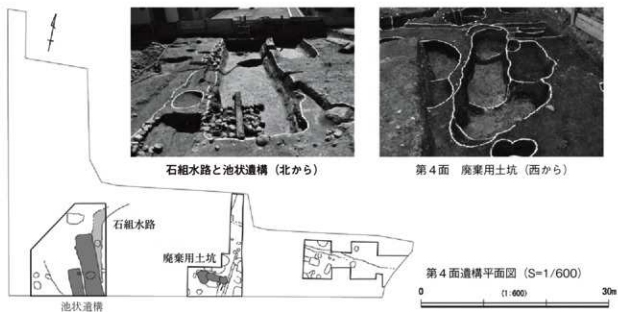 石組水路と池状遺構（北から）
第４面　廃棄用土坑（西から）
石組水路
廃棄用土坑
池状遺構
第４面遺構平面図（S=1/600）
0
(1:600)
30m